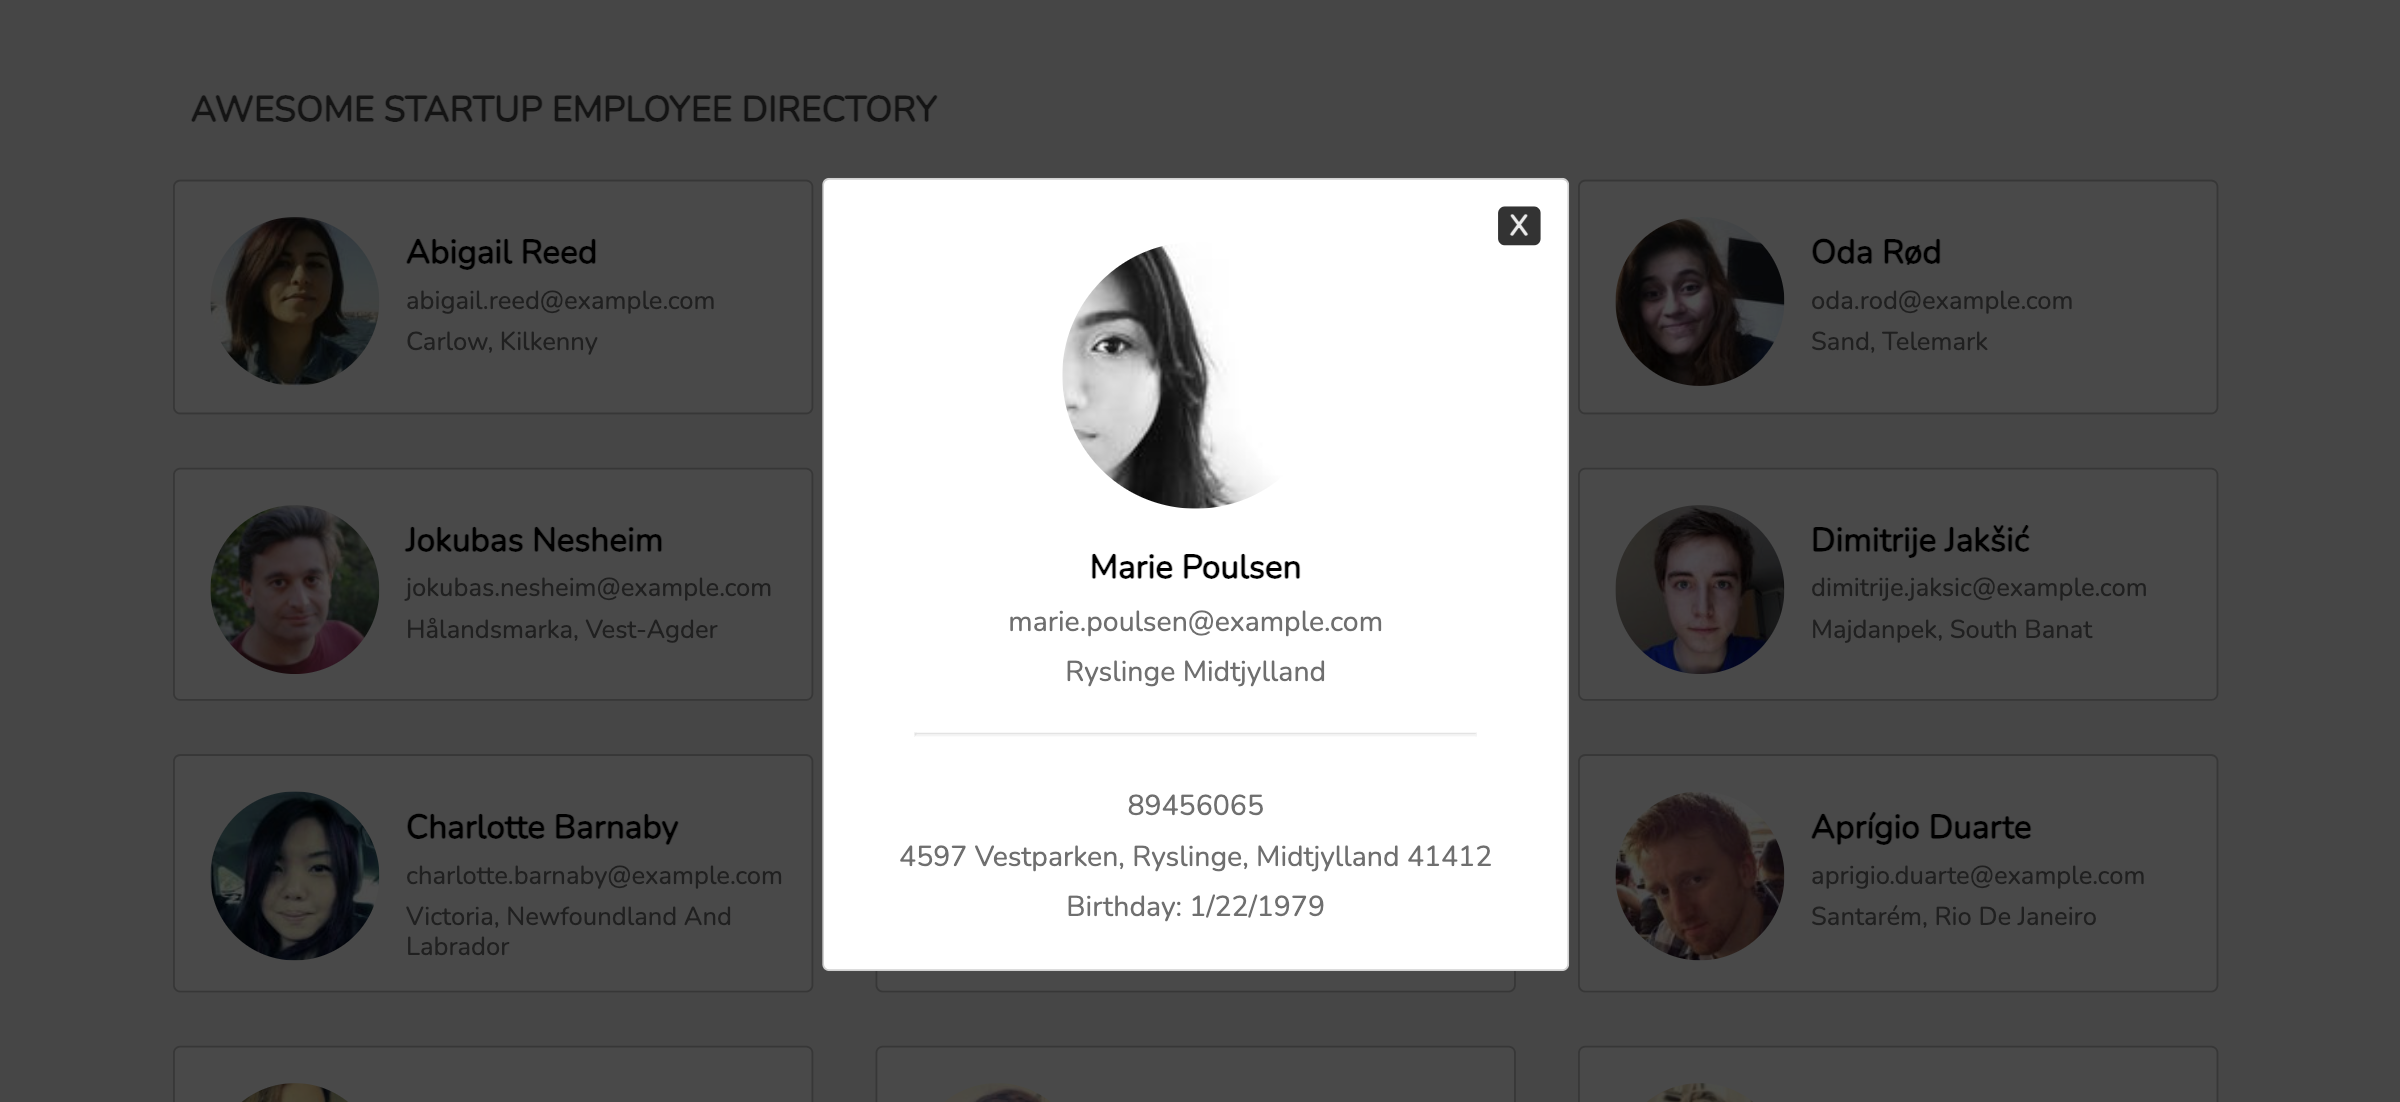 AWESOME STARTUP EMPLOYEE DIRECTORY
Abigail Reed
abigail.reed@example.com
Carlow, Kilkenny
X
Marie Poulsen
marie.poulsen@example.com
Ryslinge Midtjylland
89456065
4597 Vestparken, Ryslinge, Midtjylland 41412
Birthday: 1/22/1979
Oda Rød
oda.rod@example.com
Sand, Telemark
Jokubas Nesheim
jokubas.nesheim@example.com
Hålandsmarka, Vest-Agder
Dimitrije Jakšić
dimitrije.jaksic@example.com
Majdanpek, South Banat
Charlotte Barnaby
charlotte.barnaby@example.com
Victoria, Newfoundland And
Labrador
Aprígio Duarte
aprigio.duarte@example.com
Santarém, Rio De Janeiro